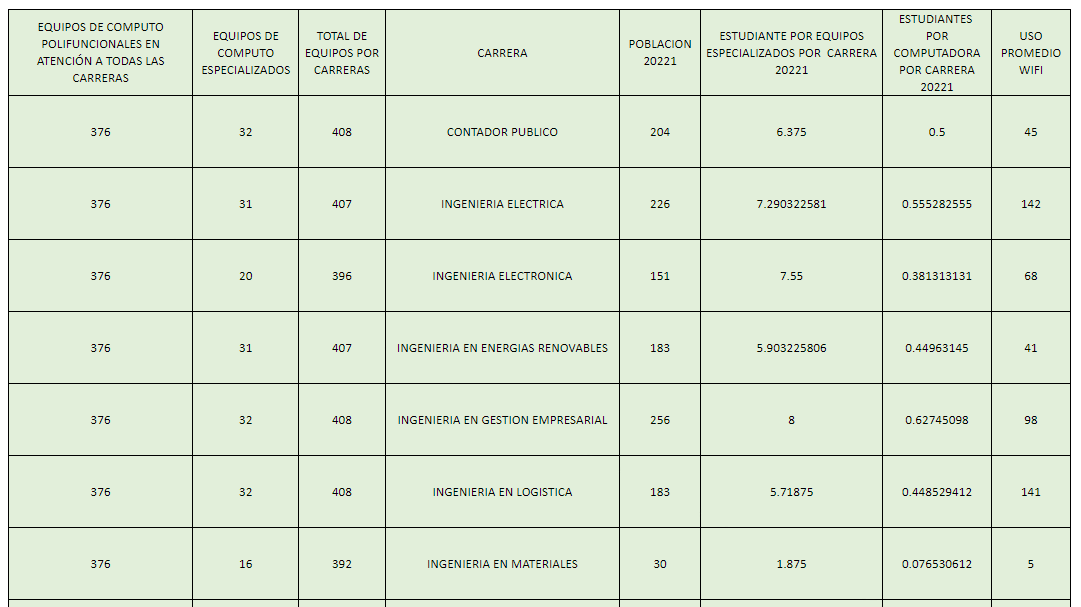 EQUIPOS DE COMPUTO
POLIFUNCIONALES EN
ATENCIÓN A TODAS LAS
CARRERAS
EQUIPOS DE
COMPUTO
ESPECIALIZADOS
TOTAL DE
EQUIPOS POR
CARRERAS
CARRERA
POBLACION
20221
ESTUDIANTE POR EQUIPOS
ESPECIALIZADOS POR CARRERA
20221
ESTUDIANTES
POR
COMPUTADORA
POR CARRERA
20221
USO
PROMEDIO
WIFI
376 32 408 CONTADOR PUBLICO 204 6.375 0.5 45
376 31 407 INGENIERIA ELECTRICA 226 7.290322581 0.555282555 142
376 20 396 INGENIERIA ELECTRONICA 151 7.55 0.381313131 68
376 31 407 INGENIERIA EN ENERGIAS RENOVABLES 183 5.903225806 0.44963145 41
376 32 408 INGENIERIA EN GESTION EMPRESARIAL 256 8 0.62745098 98
376 32 408 INGENIERIA EN LOGISTICA 183 5.71875 0.448529412 141
376 16 392 INGENIERIA EN MATERIALES 30 1.875 0.076530612 5